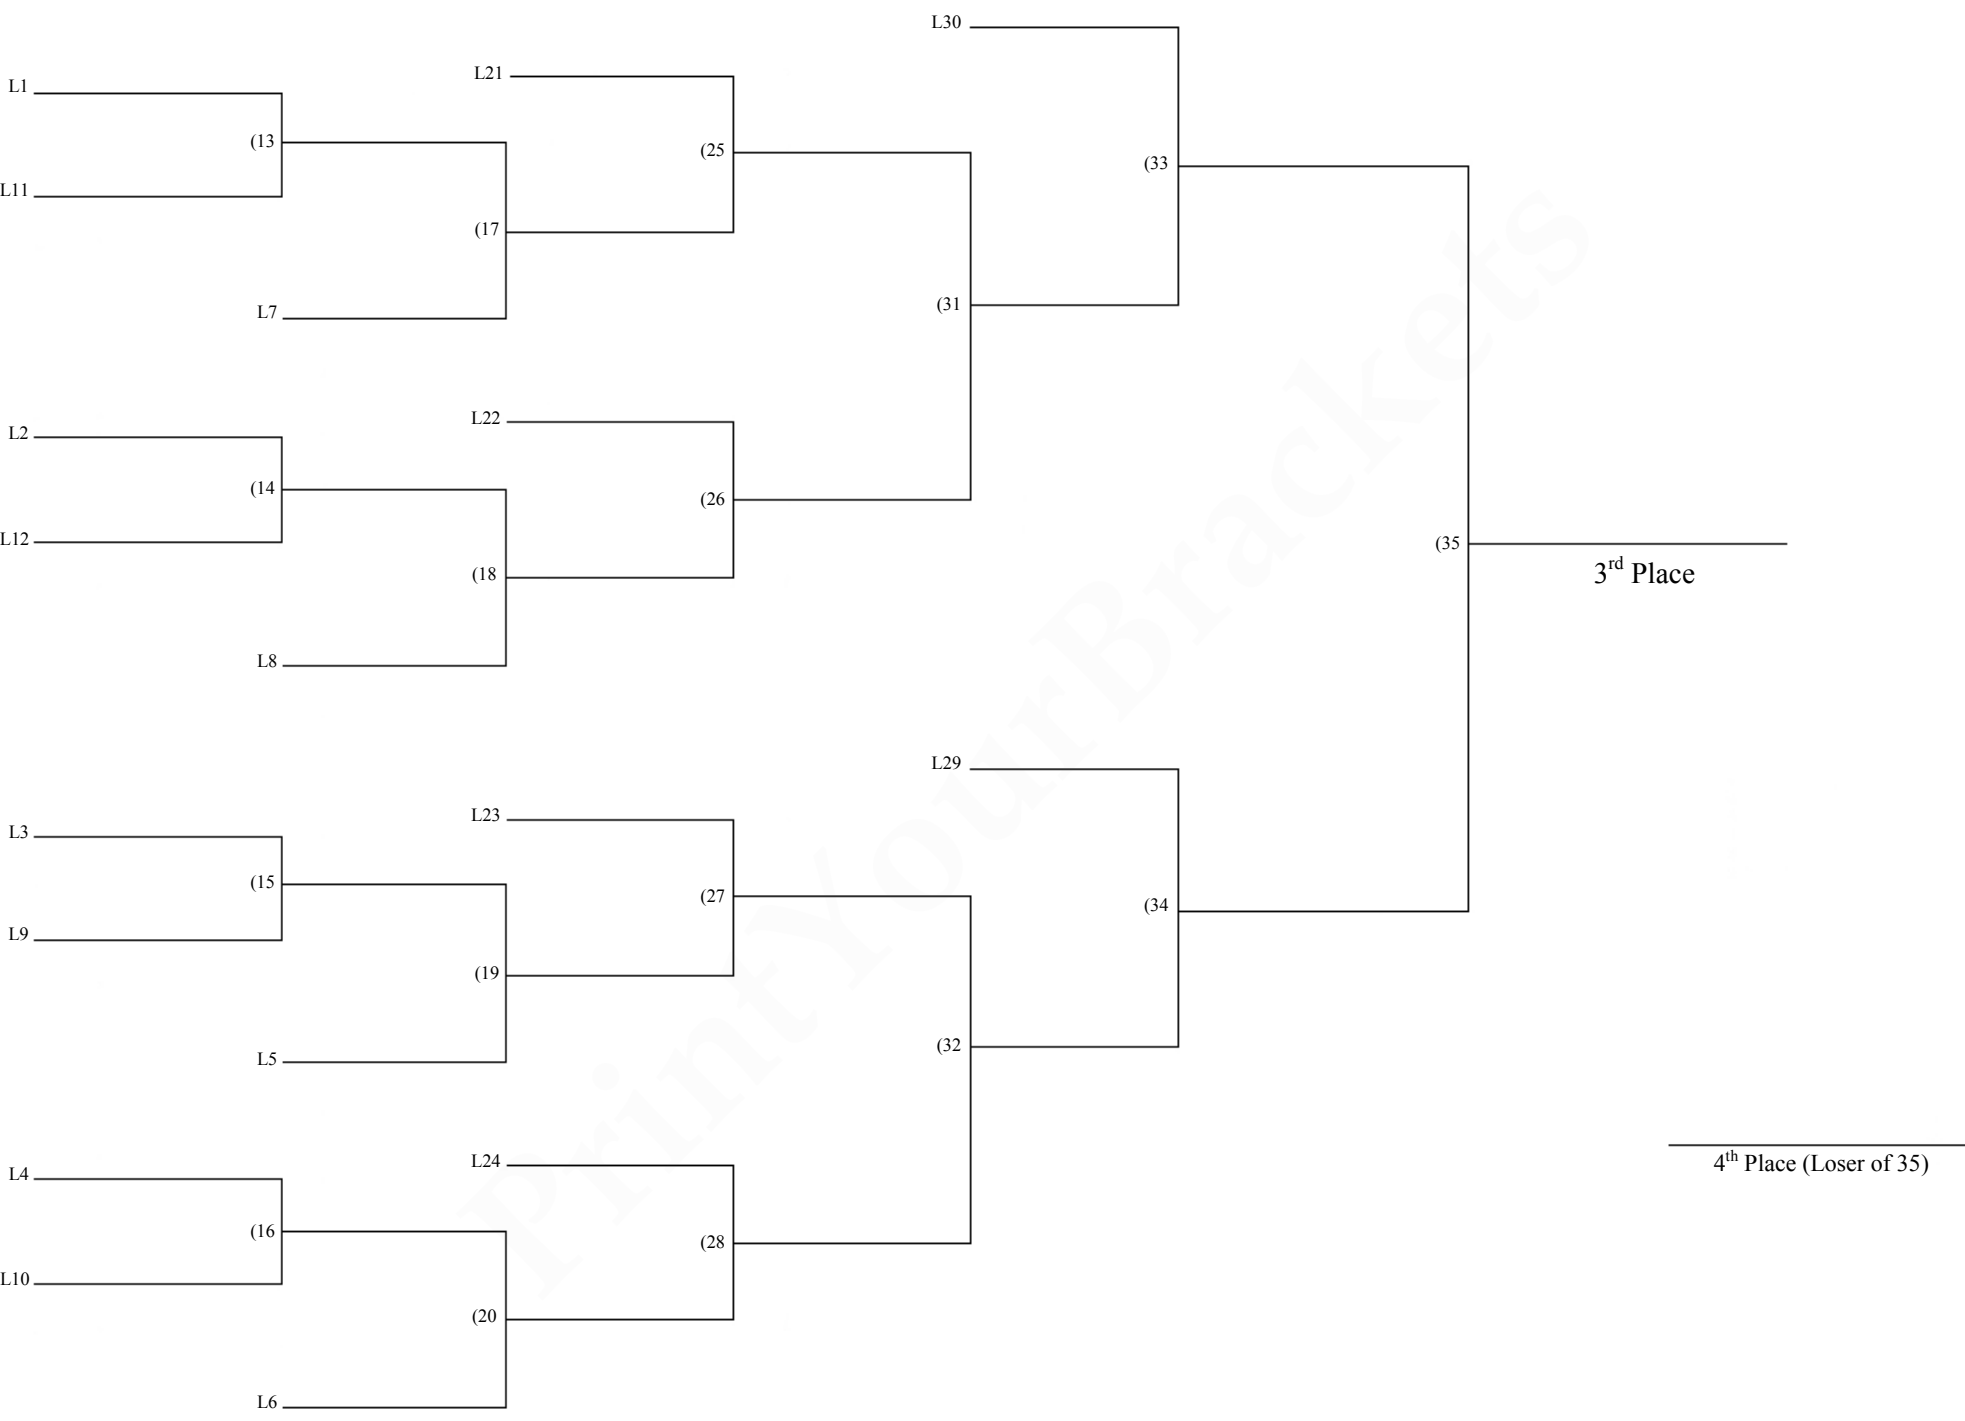 L30
L21
L1
(13
(25
(33
L11
(17
(31
L7
L22
L2
(14
(26
L12
(35
3rd Place
(18
L8
L29
L23
L3
(15
(27
(34
L9
(19
(32
L5
L24
L4
4th Place (Loser of 35)
(16
(28
L10
(20
L6
PrintYourBrackets